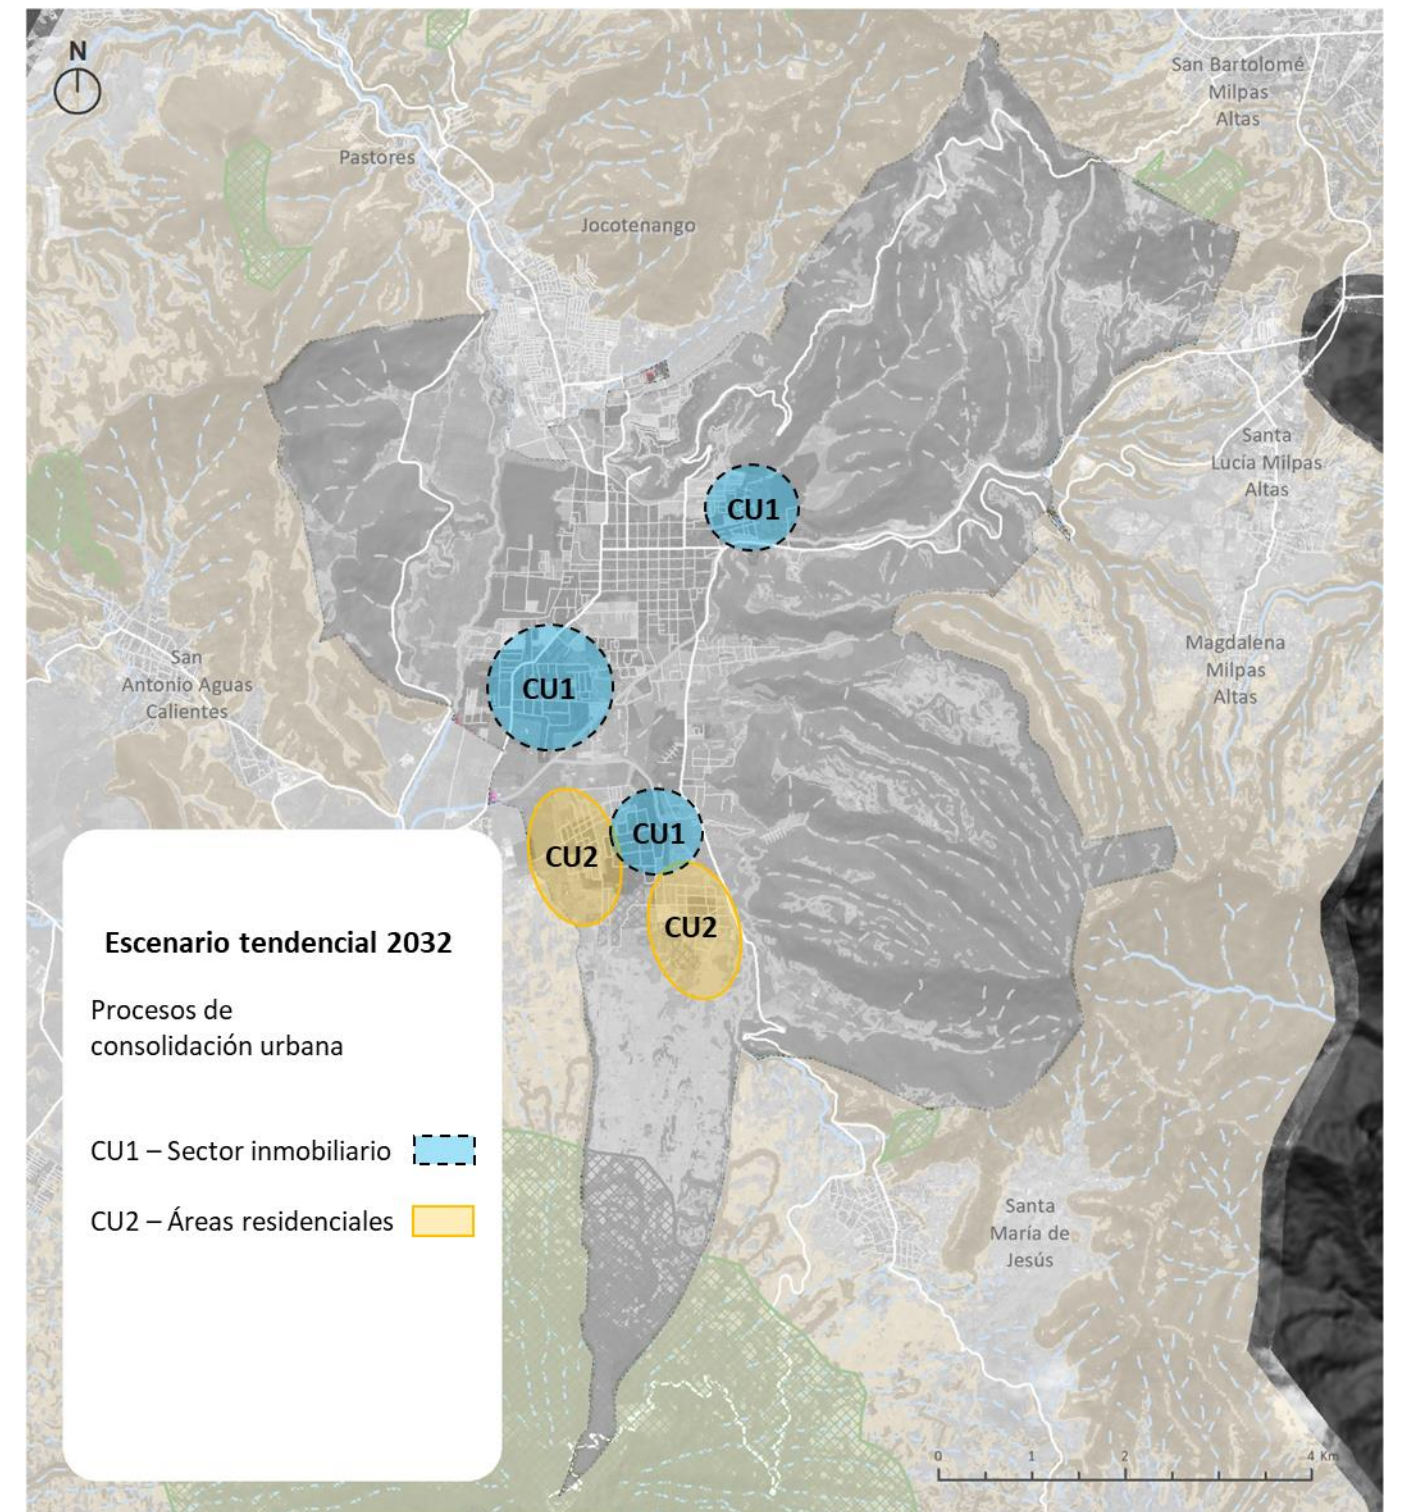 N
San Bartolomé
Milpas
Altas
Pastores
Jocotenango
Santa
Lucía Milpas
Altas
CU1
San
Antonio Aguas
Calientes
Magdalena
Milpas
Altas
CU1
CU1
CU2
CU2
Escenario tendencial 2032
Procesos de
consolidación urbana
CU1 – Sector inmobiliario
CU2 – Áreas residenciales
Santa
María de
Jesús
0 1 2 4 Km